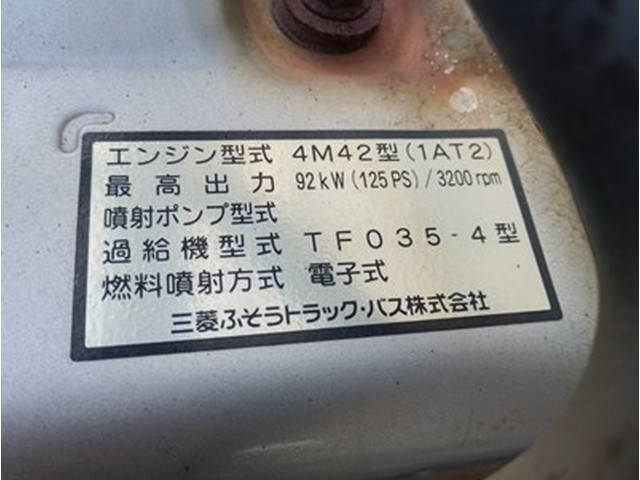 エンジン型式 4M42型(1AT2)
最高出力 92kW(125PS)/3200rpm
噴射ポンプ型式
過給機型式 TF035-4型
燃料噴射方式 電子式
三菱ふそうトラック・バス株式会社